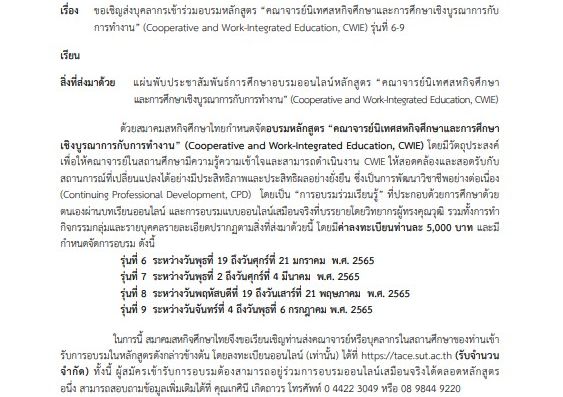 เรื่อง ขอเชิญส่งบุคลากรเข้าร่วมอบรมหลักสูตร “คณาจารย์นิเทศสหกิจศึกษาและการศึกษาเชิงบูรณาการกับ
การทำงาน” (Cooperative and Work-Integrated Education, CWIE) รุ่นที่ 6-9
เรียน
สิ่งที่ส่งมาด้วย แผ่นพับประชาสัมพันธ์การศึกษาอบรมออนไลน์หลักสูตร “คณาจารย์นิเทศสหกิจศึกษา
และการศึกษาเชิงบูรณาการกับการทำงาน” (Cooperative and Work-Integrated Education, CWIE)
ด้วยสมาคมสหกิจศึกษาไทยกำหนดจัดอบรมหลักสูตร “คณาจารย์นิเทศสหกิจศึกษาและการศึกษา
เชิงบูรณาการกับการทำงาน” (Cooperative and Work-Integrated Education, CWIE) โดยมีวัตถุประสงค์
เพื่อให้คณาจารย์ในสถานศึกษามีความรู้ความเข้าใจและสามารถดำเนินงาน CWIE ให้สอดคล้องและสอดรับกับ
สถานการณ์ที่เปลี่ยนแปลงได้อย่างมีประสิทธิภาพและประสิทธิผลอย่างยั่งยืน ซึ่งเป็นการพัฒนาวิชาชีพอย่างต่อเนื่อง
(Continuing Professional Development, CPD) โดยเป็น “การอบรมร่วมเรียนรู้” ที่ประกอบด้วยการศึกษาด้วย
ตนเองผ่านบทเรียนออนไลน์ และการอบรมแบบออนไลน์เสมือนจริงที่บรรยายโดยวิทยากรผู้ทรงคุณวุฒิ รวมทั้งการทำ
กิจกรรมกลุ่มและรายบุคคลรายละเอียดปรากฏตามสิ่งที่ส่งมาด้วยนี้ โดยมีค่าลงทะเบียนท่านละ 5,000 บาท และมี
กำหนดจัดการอบรม ดังนี้
รุ่นที่ 6 ระหว่างวันพุธที่ 19 ถึงวันศุกร์ที่ 21 มกราคม พ.ศ. 2565
รุ่นที่ 7 ระหว่างวันพุธที่ 2 ถึงวันศุกร์ที่ 4 มีนาคม พ.ศ. 2565
รุ่นที่ 8 ระหว่างวันพฤหัสบดีที่ 19 ถึงวันเสาร์ที่ 21 พฤษภาคม พ.ศ. 2565
รุ่นที่ 9 ระหว่างวันจันทร์ที่ 4 ถึงวันพุธที่ 6 กรกฎาคม พ.ศ. 2565
ในการนี้ สมาคมสหกิจศึกษาไทยจึงขอเรียนเชิญท่านส่งคณาจารย์หรือบุคลากรในสถานศึกษาของท่านเข้า
รับการอบรมในหลักสูตรดังกล่าวข้างต้น โดยลงทะเบียนออนไลน์ (เท่านั้น) ได้ที่ https://tace.sut.ac.th (รับจำนวน
จำกัด) ทั้งนี้ ผู้สมัครเข้ารับการอบรมต้องสามารถอยู่ร่วมการอบรมออนไลน์เสมือนจริงได้ตลอดหลักสูตร
อนึ่ง สามารถสอบถามข้อมูลเพิ่มเติมได้ที่ คุณเกศินี เกิดถาวร โทรศัพท์ 0 4422 3049 หรือ 08 9844 9220